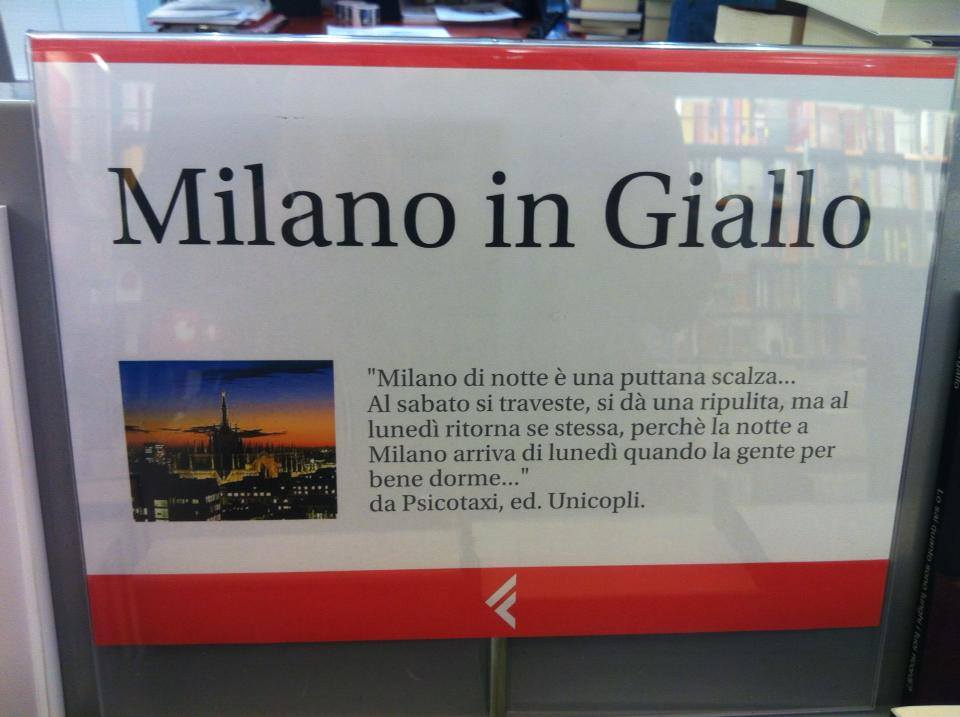 Milano in Giallo
"Milano di notte è una puttana scalza...
Al sabato si traveste, si dà una ripulita, ma al
lunedì ritorna se stessa, perchè la notte a
Milano arriva di lunedì quando la gente per
bene dorme..."
da Psicotaxi, ed. Unicopli.